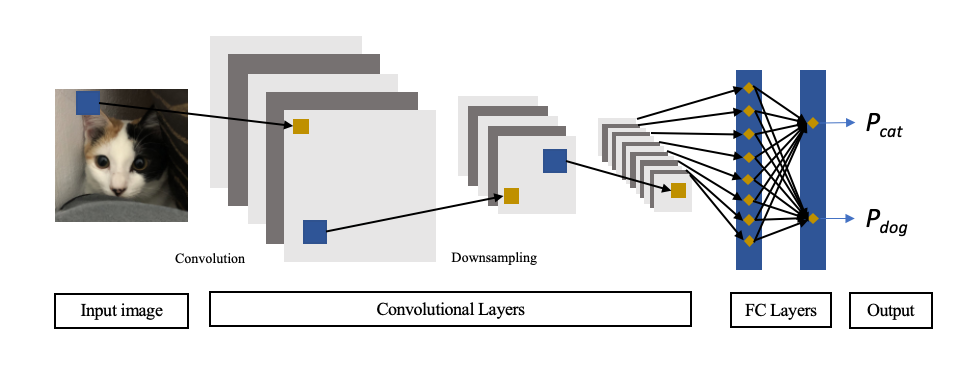 P_cat
P_dog
Convolution
Downsampling
Input image
Convolutional Layers
FC Layers
Output